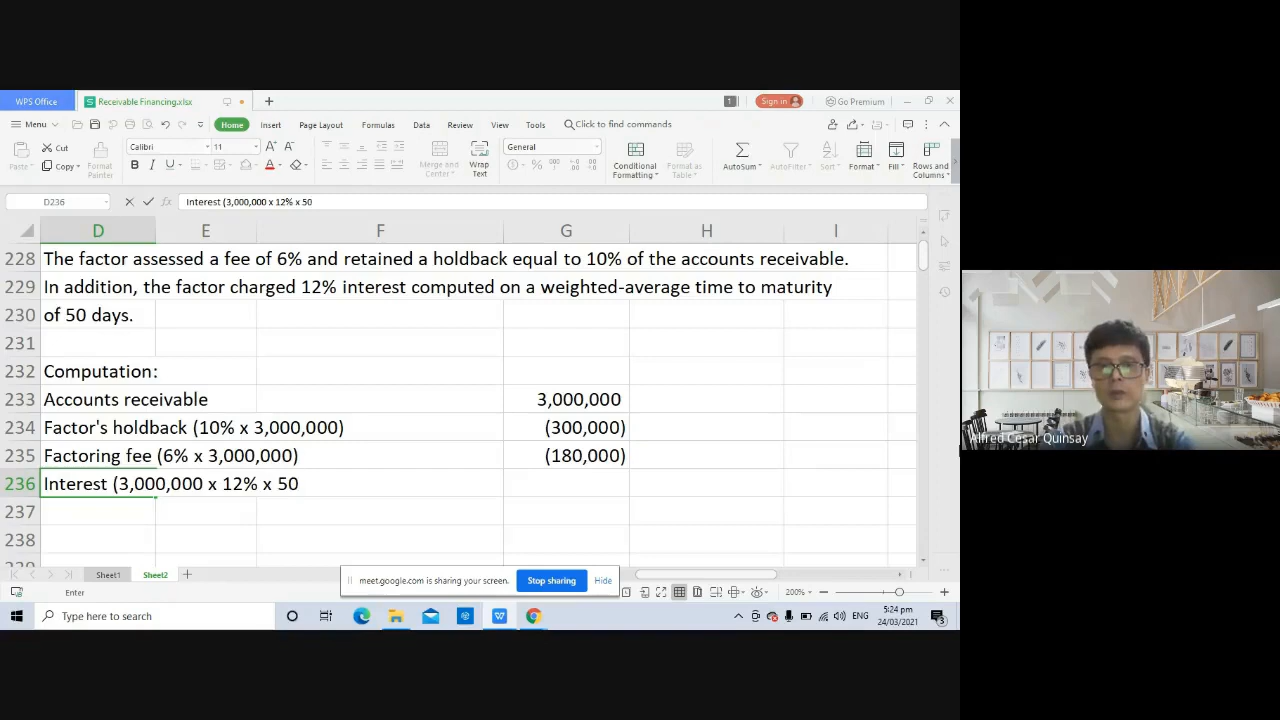 WPS Office Receivable Financing.xlsx + 1 Sign in Go Premium
Menu Home Insert Page Layout Formulas Data Review View Tools Click to find commands
Paste Cut Copy Format Painter Calibri 11 A+ A- B I U A Merge and Center Wrap Text General % 000 Conditional Formatting Format as Table AutoSum AutoFilter Sort Format Fill Rows and Columns
D236 fx Interest (3,000,000 x 12% x 50
D E F G H I
228 The factor assessed a fee of 6% and retained a holdback equal to 10% of the accounts receivable.
229 In addition, the factor charged 12% interest computed on a weighted-average time to maturity
230 of 50 days.
231
232 Computation:
233 Accounts receivable 3,000,000
234 Factor's holdback (10% x 3,000,000) (300,000)
235 Factoring fee (6% x 3,000,000) (180,000)
236 Interest (3,000,000 x 12% x 50
237
238
239
Alfred Cesar Quinsay
Sheet1 Sheet2 +
meet.google.com is sharing your screen. Stop sharing Hide
Enter 200%
Type here to search ENG 5:24 pm
24/03/2021 3